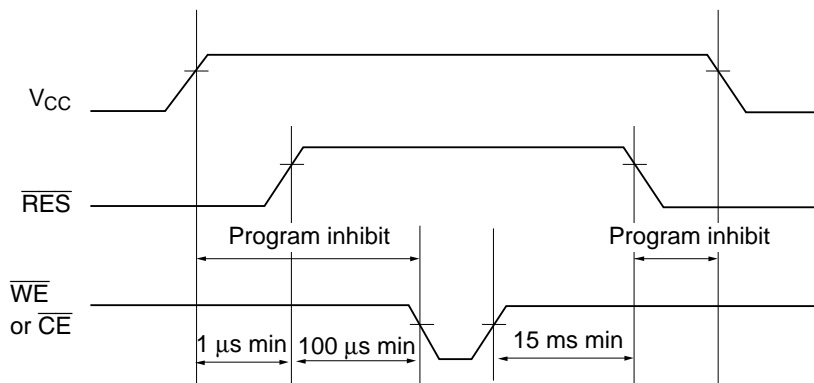 VCC
RES
Program inhibit
Program inhibit
WE
or CE
1 μs min
100 μs min
15 ms min